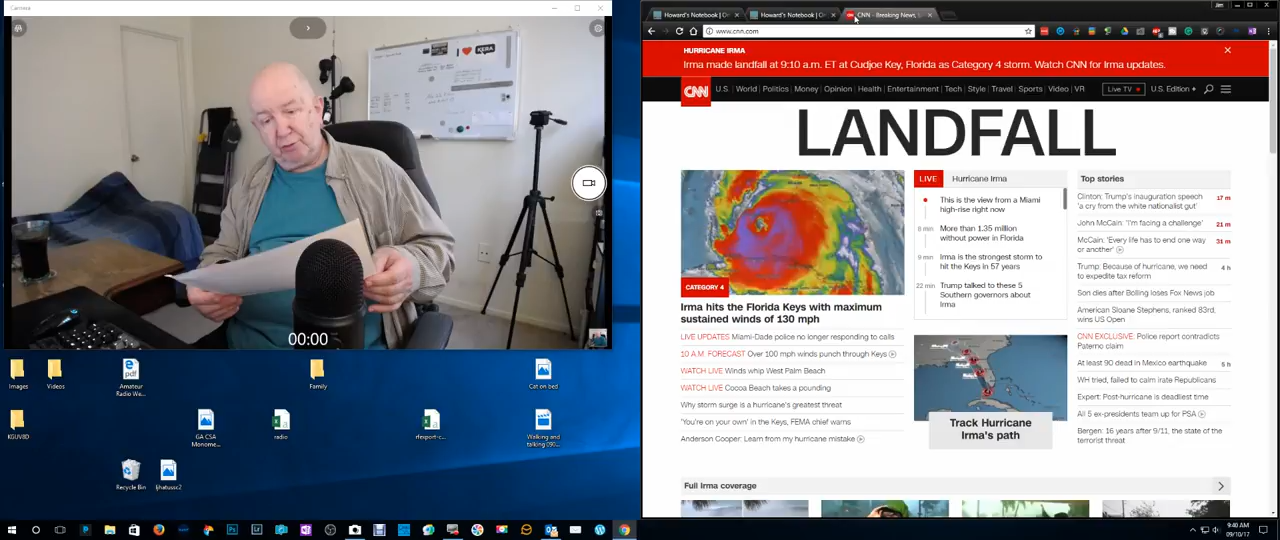 Camera
I ♥ KERA
00:00
Images
Videos
Amateur
Radio Wa...
Family
Cat on bed
KGUV8D
GA CSA
Monome...
radio
rfexport-c...
Walking and
talking (90...
Recycle Bin
ljhatussc2
Jim
Howard's Notebook | O
Howard's Notebook | O
CNN - Breaking News,
www.cnn.com
HURRICANE IRMA
Irma made landfall at 9:10 a.m. ET at Cudjoe Key, Florida as Category 4 storm. Watch CNN for Irma updates.
CNN
U.S. World Politics Money Opinion Health Entertainment Tech Style Travel Sports Video VR
Live TV
U.S. Edition +
LANDFALL
CATEGORY 4
Irma hits the Florida Keys with maximum
sustained winds of 130 mph
LIVE UPDATES Miami-Dade police no longer responding to calls
10 A.M. FORECAST Over 100 mph winds punch through Keys
WATCH LIVE Winds whip West Palm Beach
WATCH LIVE Cocoa Beach takes a pounding
Why storm surge is a hurricane's greatest threat
'You're on your own' in the Keys, FEMA chief warns
Anderson Cooper: Learn from my hurricane mistake
LIVE Hurricane Irma
This is the view from a Miami
high-rise right now
8 min More than 1.35 million
without power in Florida
9 min Irma is the strongest storm to
hit the Keys in 57 years
22 min Trump talked to these 5
Southern governors about
Irma
Track Hurricane
Irma's path
Top stories
Clinton: Trump's inauguration speech 17 m
'a cry from the white nationalist gut'
John McCain: 'I'm facing a challenge' 21 m
McCain: 'Every life has to end one way 31 m
or another'
Trump: Because of hurricane, we need 4 h
to expedite tax reform
Son dies after Bolling loses Fox News job
American Sloane Stephens, ranked 83rd,
wins US Open
CNN EXCLUSIVE: Police report contradicts
Paterno claim
At least 90 dead in Mexico earthquake 5 h
WH tried, failed to calm irate Republicans
Expert: Post-hurricane is deadliest time
All 5 ex-presidents team up for PSA
Bergen: 16 years after 9/11, the state of the
terrorist threat
Full Irma coverage
9:40 AM
09/10/17